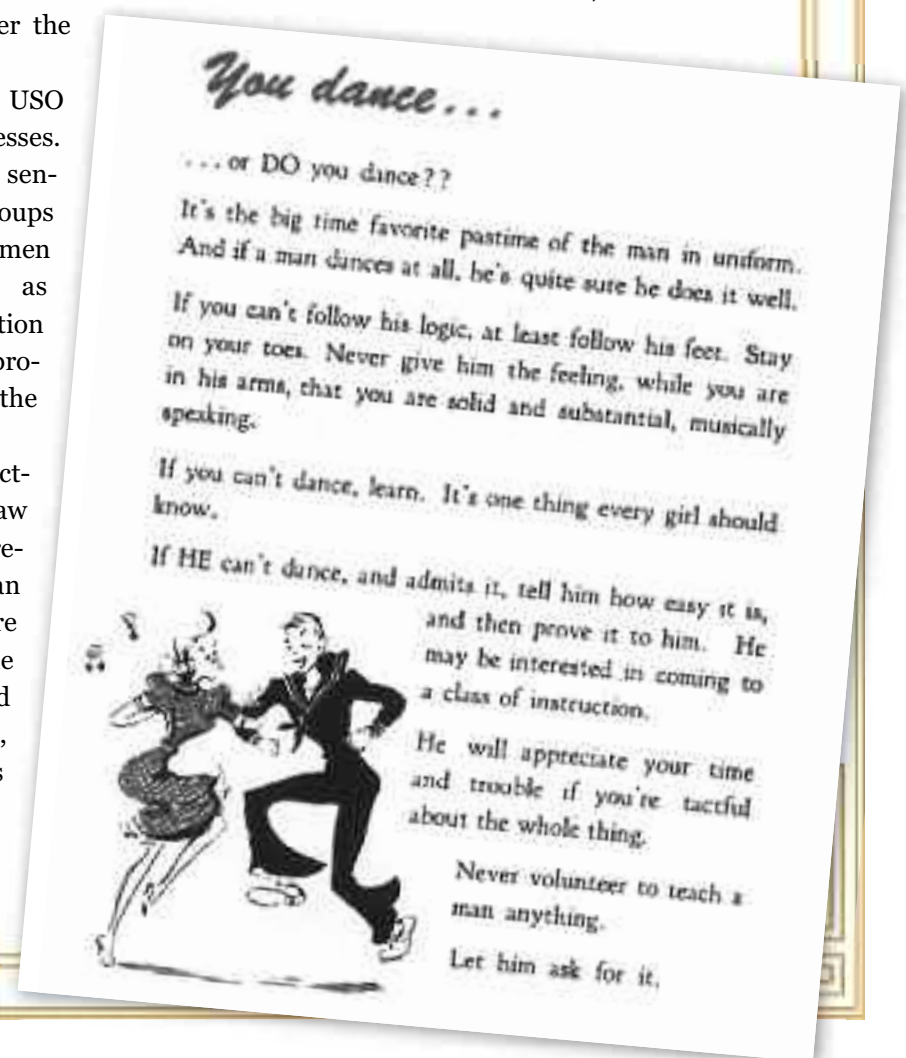 er the
USO
esses.
sen-
oups
men
as
tion
pro-
the
ct-
aw
re-
an
re
e
d
,
s
You dance...
...or DO you dance??
It's the big time favorite pastime of the man in uniform.
And if a man dances at all, he's quite sure he does it well.
If you can't follow his logic, at least follow his feet. Stay
on your toes. Never give him the feeling, while you are
in his arms, that you are solid and substantial, musically
speaking.
If you can't dance, learn. It's one thing every girl should
know.
If HE can't dance, and admits it, tell him how easy it is,
and then prove it to him. He
may be interested in coming to
a class of instruction.
He will appreciate your time
and trouble if you're tactful
about the whole thing.
Never volunteer to teach a
man anything.
Let him ask for it.